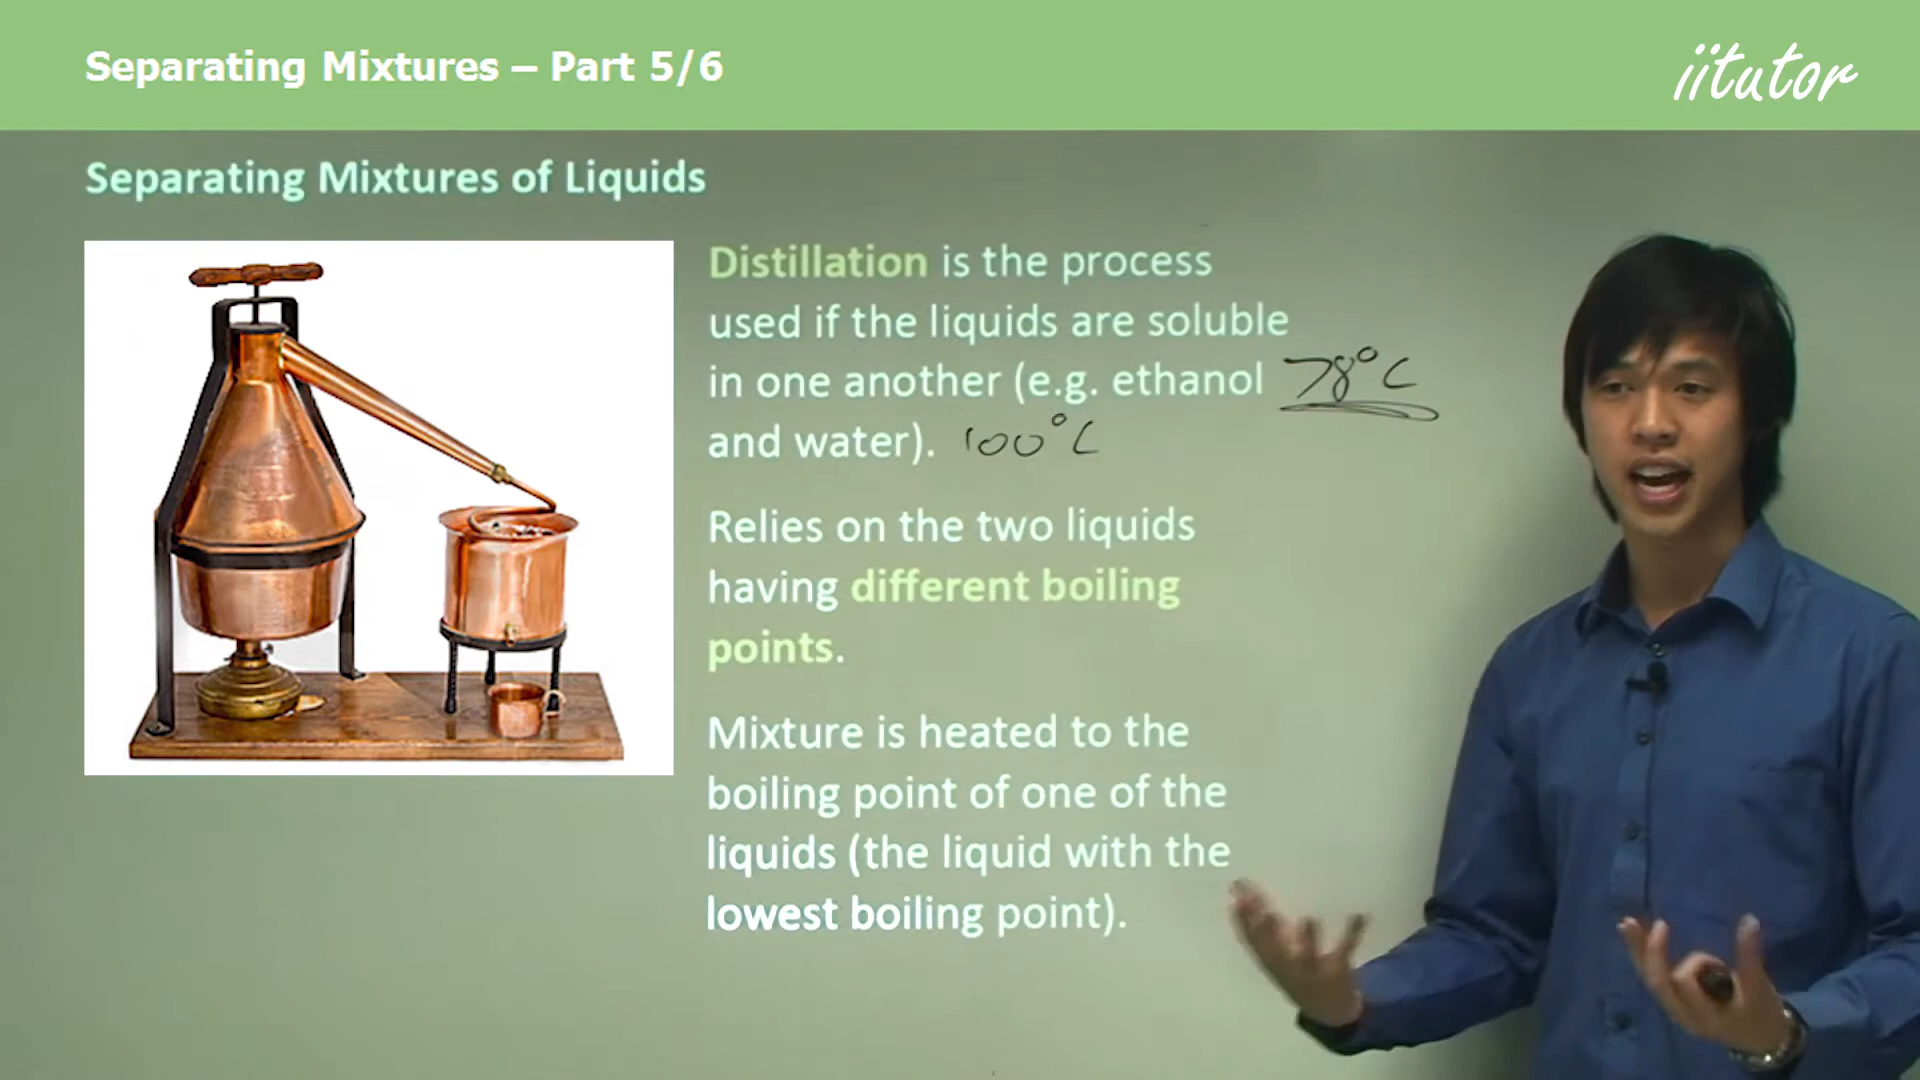 Separating Mixtures – Part 5/6
iitutor
Separating Mixtures of Liquids
Distillation is the process
used if the liquids are soluble
in one another (e.g. ethanol 78°C
and water). 100°C
Relies on the two liquids
having different boiling
points.
Mixture is heated to the
boiling point of one of the
liquids (the liquid with the
lowest boiling point).